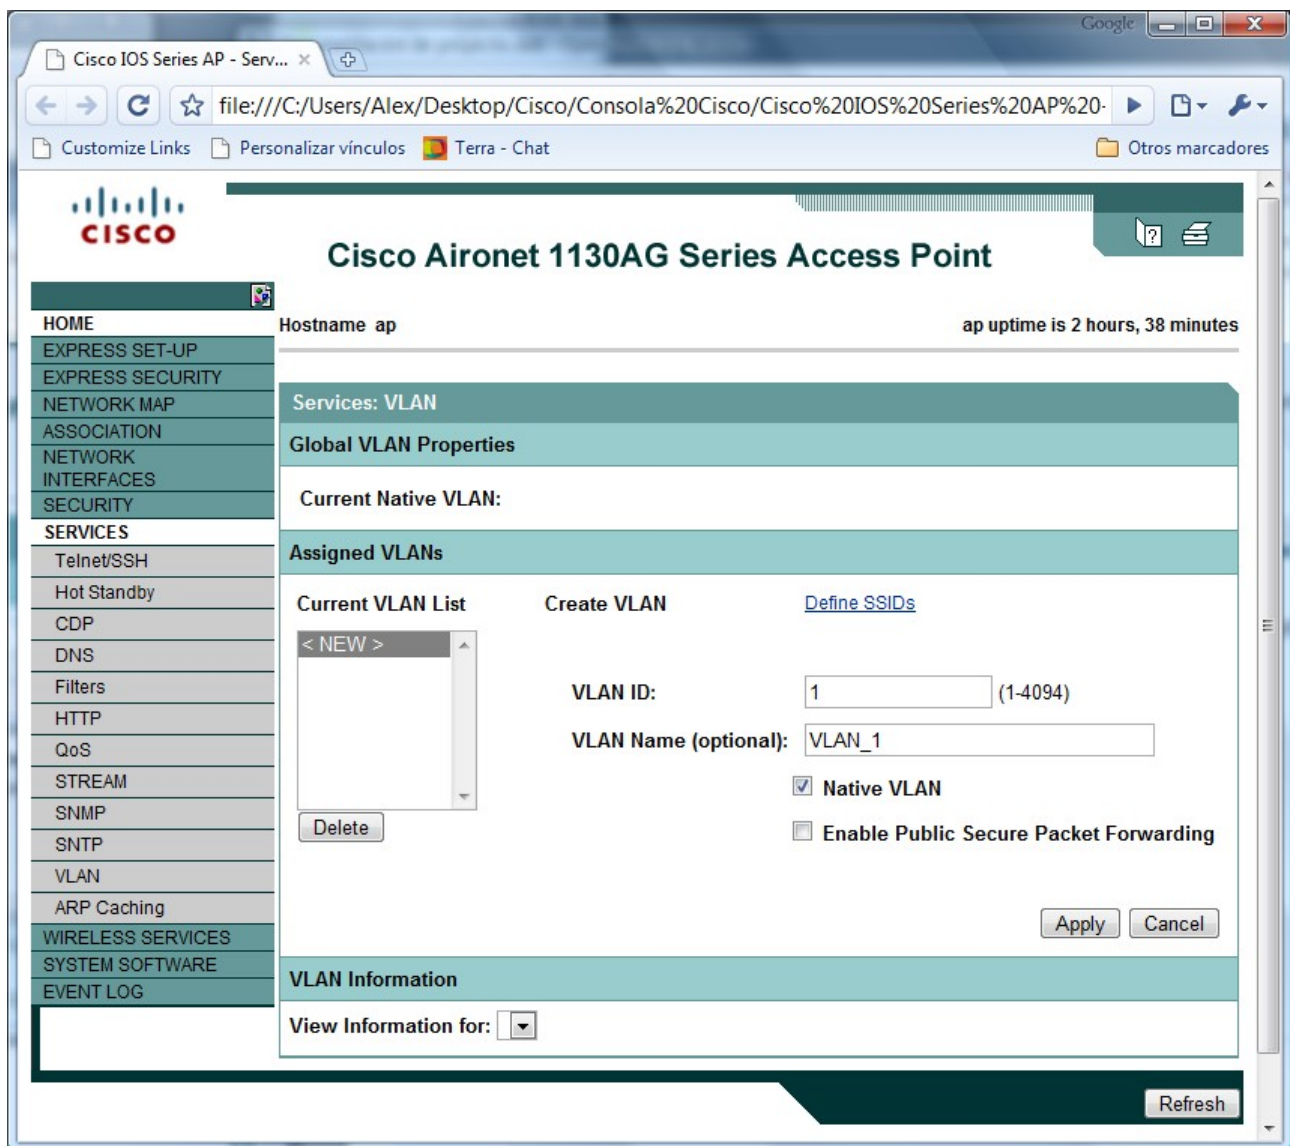 Google
Cisco IOS Series AP - Serv...
file:///C:/Users/Alex/Desktop/Cisco/Consola%20Cisco/Cisco%20IOS%20Series%20AP%20-
Customize Links Personalizar vínculos Terra - Chat Otros marcadores
CISCO
Cisco Aironet 1130AG Series Access Point
HOME
EXPRESS SET-UP
EXPRESS SECURITY
NETWORK MAP
ASSOCIATION
NETWORK
INTERFACES
SECURITY
SERVICES
Telnet/SSH
Hot Standby
CDP
DNS
Filters
HTTP
QoS
STREAM
SNMP
SNTP
VLAN
ARP Caching
WIRELESS SERVICES
SYSTEM SOFTWARE
EVENT LOG
Hostname ap ap uptime is 2 hours, 38 minutes
Services: VLAN
Global VLAN Properties
Current Native VLAN:
Assigned VLANs
Current VLAN List Create VLAN Define SSIDs
< NEW >
VLAN ID: 1 (1-4094)
VLAN Name (optional): VLAN_1
Native VLAN
Delete Enable Public Secure Packet Forwarding
Apply Cancel
VLAN Information
View Information for:
Refresh